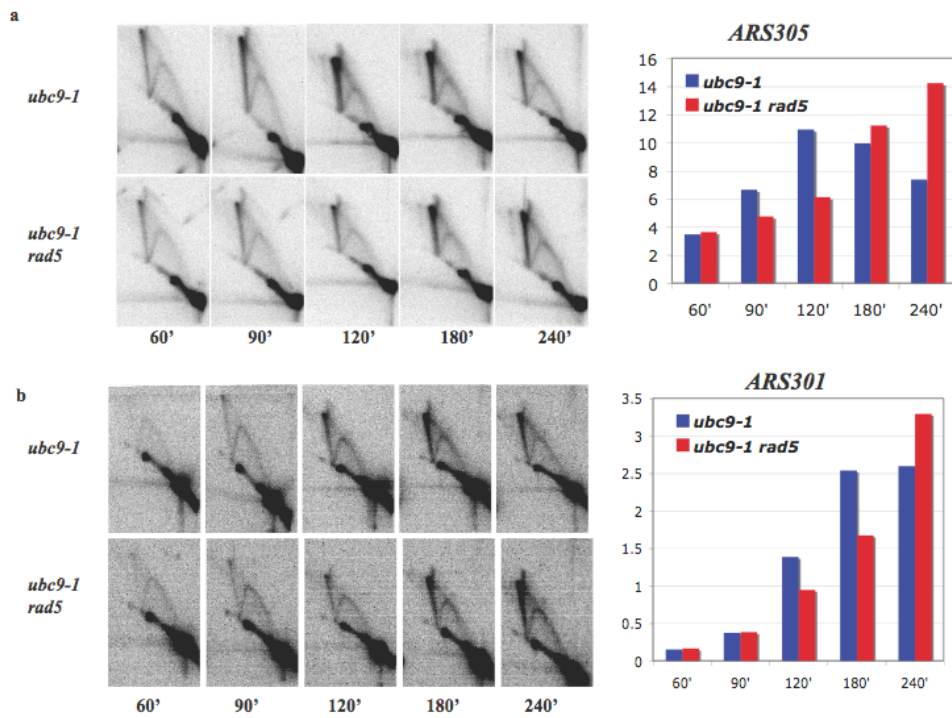 a
ubc9-1
ubc9-1
rad5
60’ 90’ 120’ 180’ 240’
ARS305
16
14
12
10
8
6
4
2
0
ubc9-1
ubc9-1 rad5
60' 90' 120' 180' 240'
b
ubc9-1
ubc9-1
rad5
60’ 90’ 120’ 180’ 240’
ARS301
3.5
3
2.5
2
1.5
1
0.5
0
ubc9-1
ubc9-1 rad5
60' 90' 120' 180' 240'